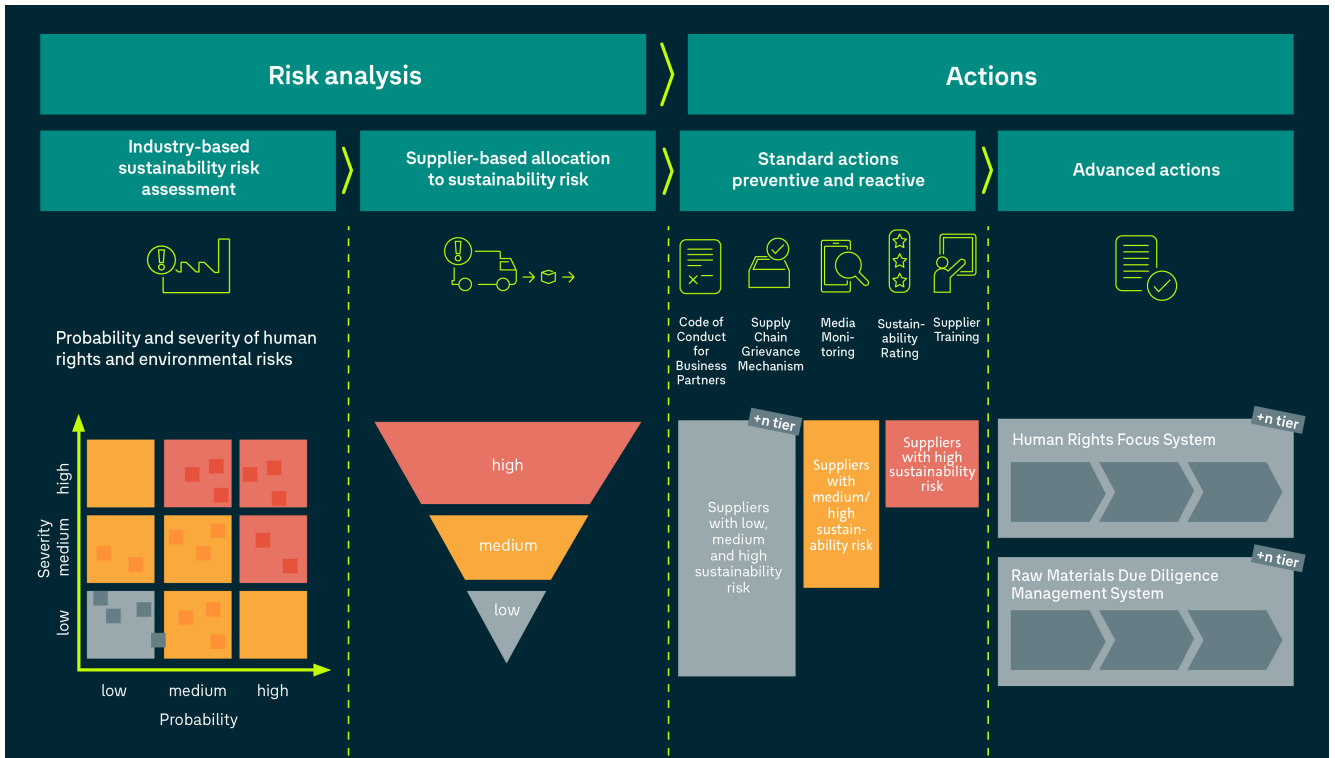 Risk analysis
Actions
Industry-based
sustainability risk
assessment
Supplier-based allocation
to sustainability risk
Standard actions
preventive and reactive
Advanced actions
Probability and severity of human
rights and environmental risks
Code of
Conduct
for
Business
Partners
Supply
Chain
Grievance
Mechanism
Media
Moni-
toring
Sustain-
ability
Rating
Supplier
Training
Severity
high
medium
low
low
medium
high
Probability
high
medium
low
+n tier
Suppliers
with low,
medium
and high
sustainability
risk
Suppliers
with
medium/
high
sustain-
ability risk
Suppliers
with high
sustainability
risk
+n tier
Human Rights Focus System
+n tier
Raw Materials Due Diligence
Management System